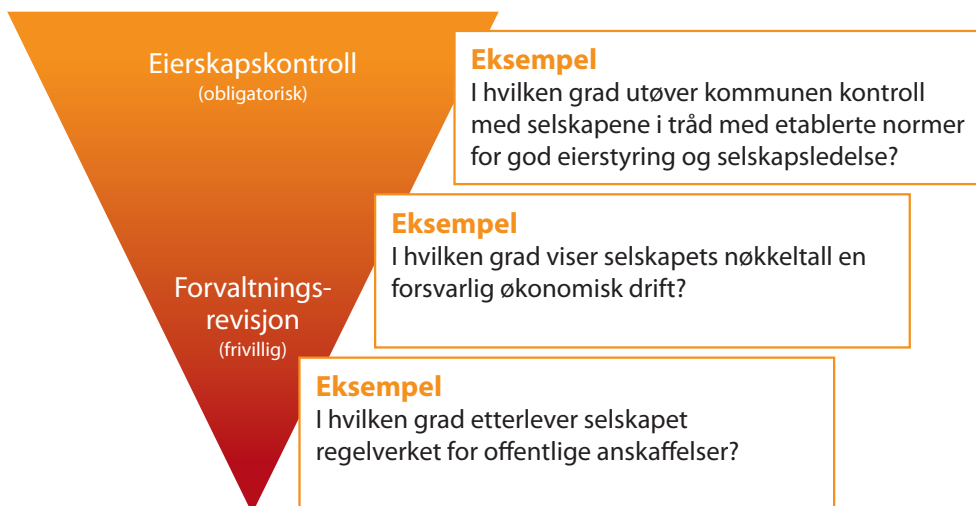 Eierskapskontroll
(obligatorisk)
Eksempel
I hvilken grad utøver kommunen kontroll
med selskapene i tråd med etablerte normer
for god eierstyring og selskapsledelse?
Eksempel
I hvilken grad viser selskapets nøkkeltall en
forsvarlig økonomisk drift?
Forvaltnings-
revisjon
(frivillig)
Eksempel
I hvilken grad etterlever selskapet
regelverket for offentlige anskaffelser?